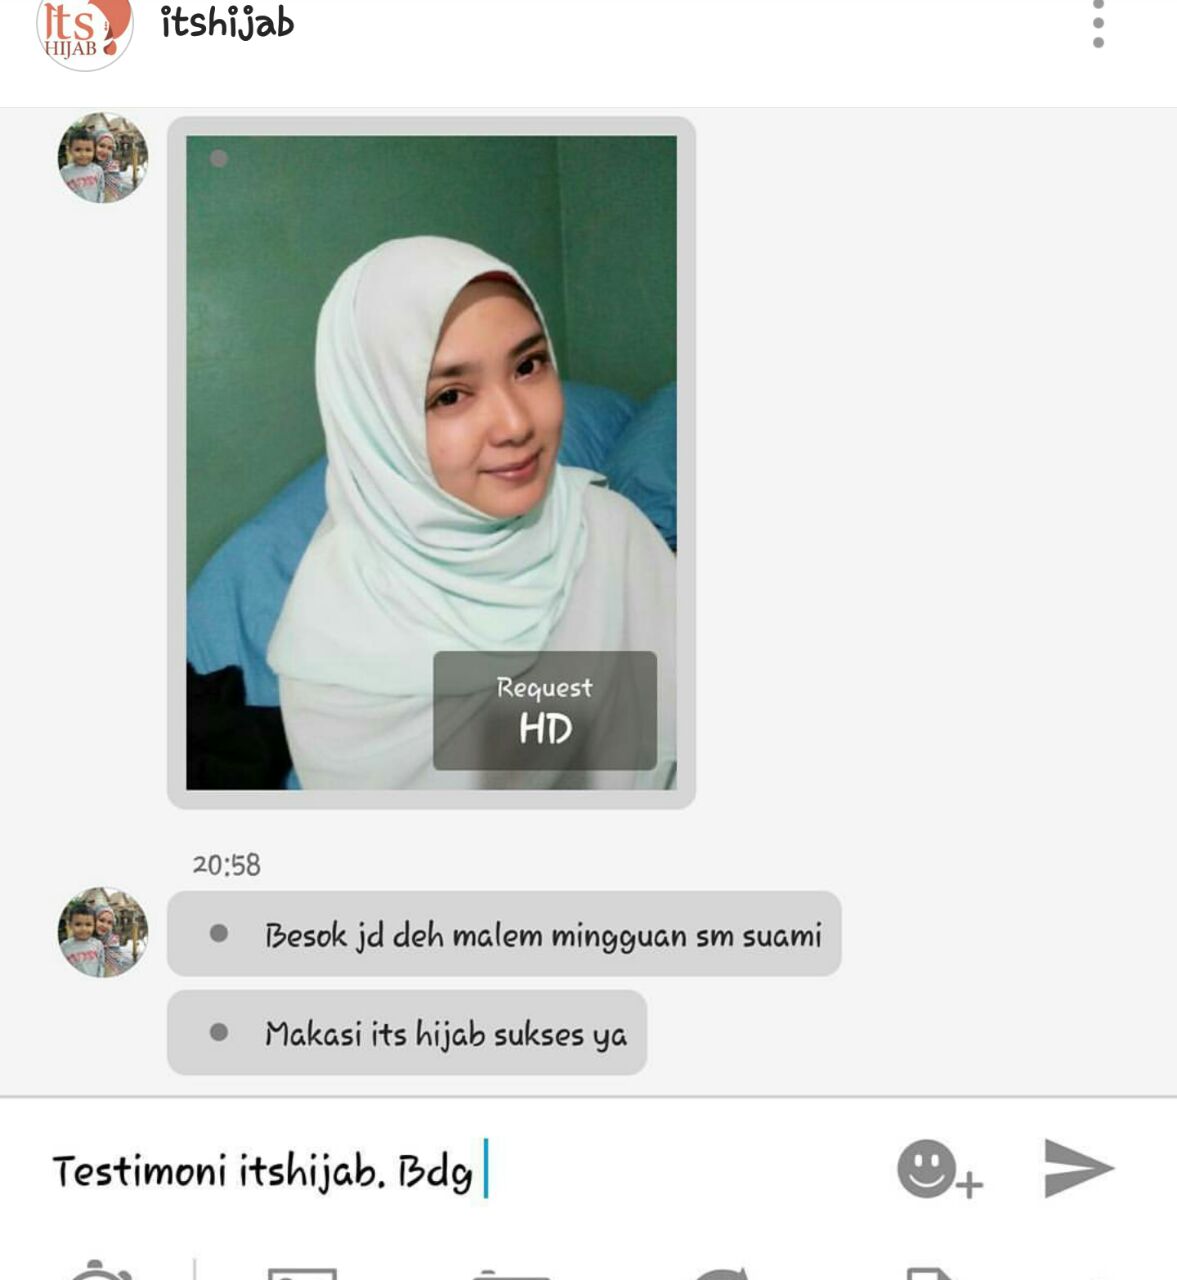 Its
HIJAB
itshijab
Request
HD
20:58
Besok jd deh malem mingguan sm suami
Makasi its hijab sukses ya
Testimoni itshijab. Bdg